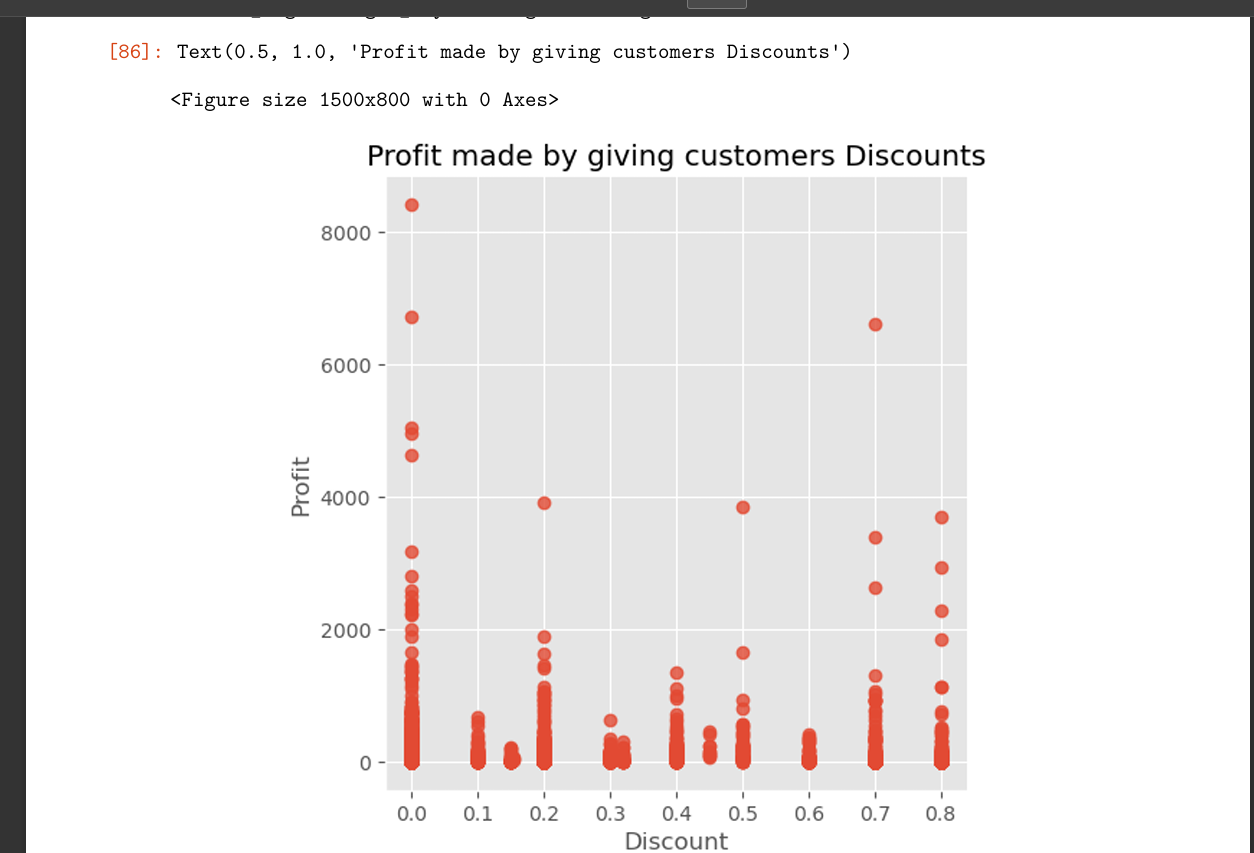 [86]: Text(0.5, 1.0, 'Profit made by giving customers Discounts')
<Figure size 1500x800 with 0 Axes>
Profit made by giving customers Discounts
8000
6000
4000
2000
0
Profit
0.0 0.1 0.2 0.3 0.4 0.5 0.6 0.7 0.8
Discount